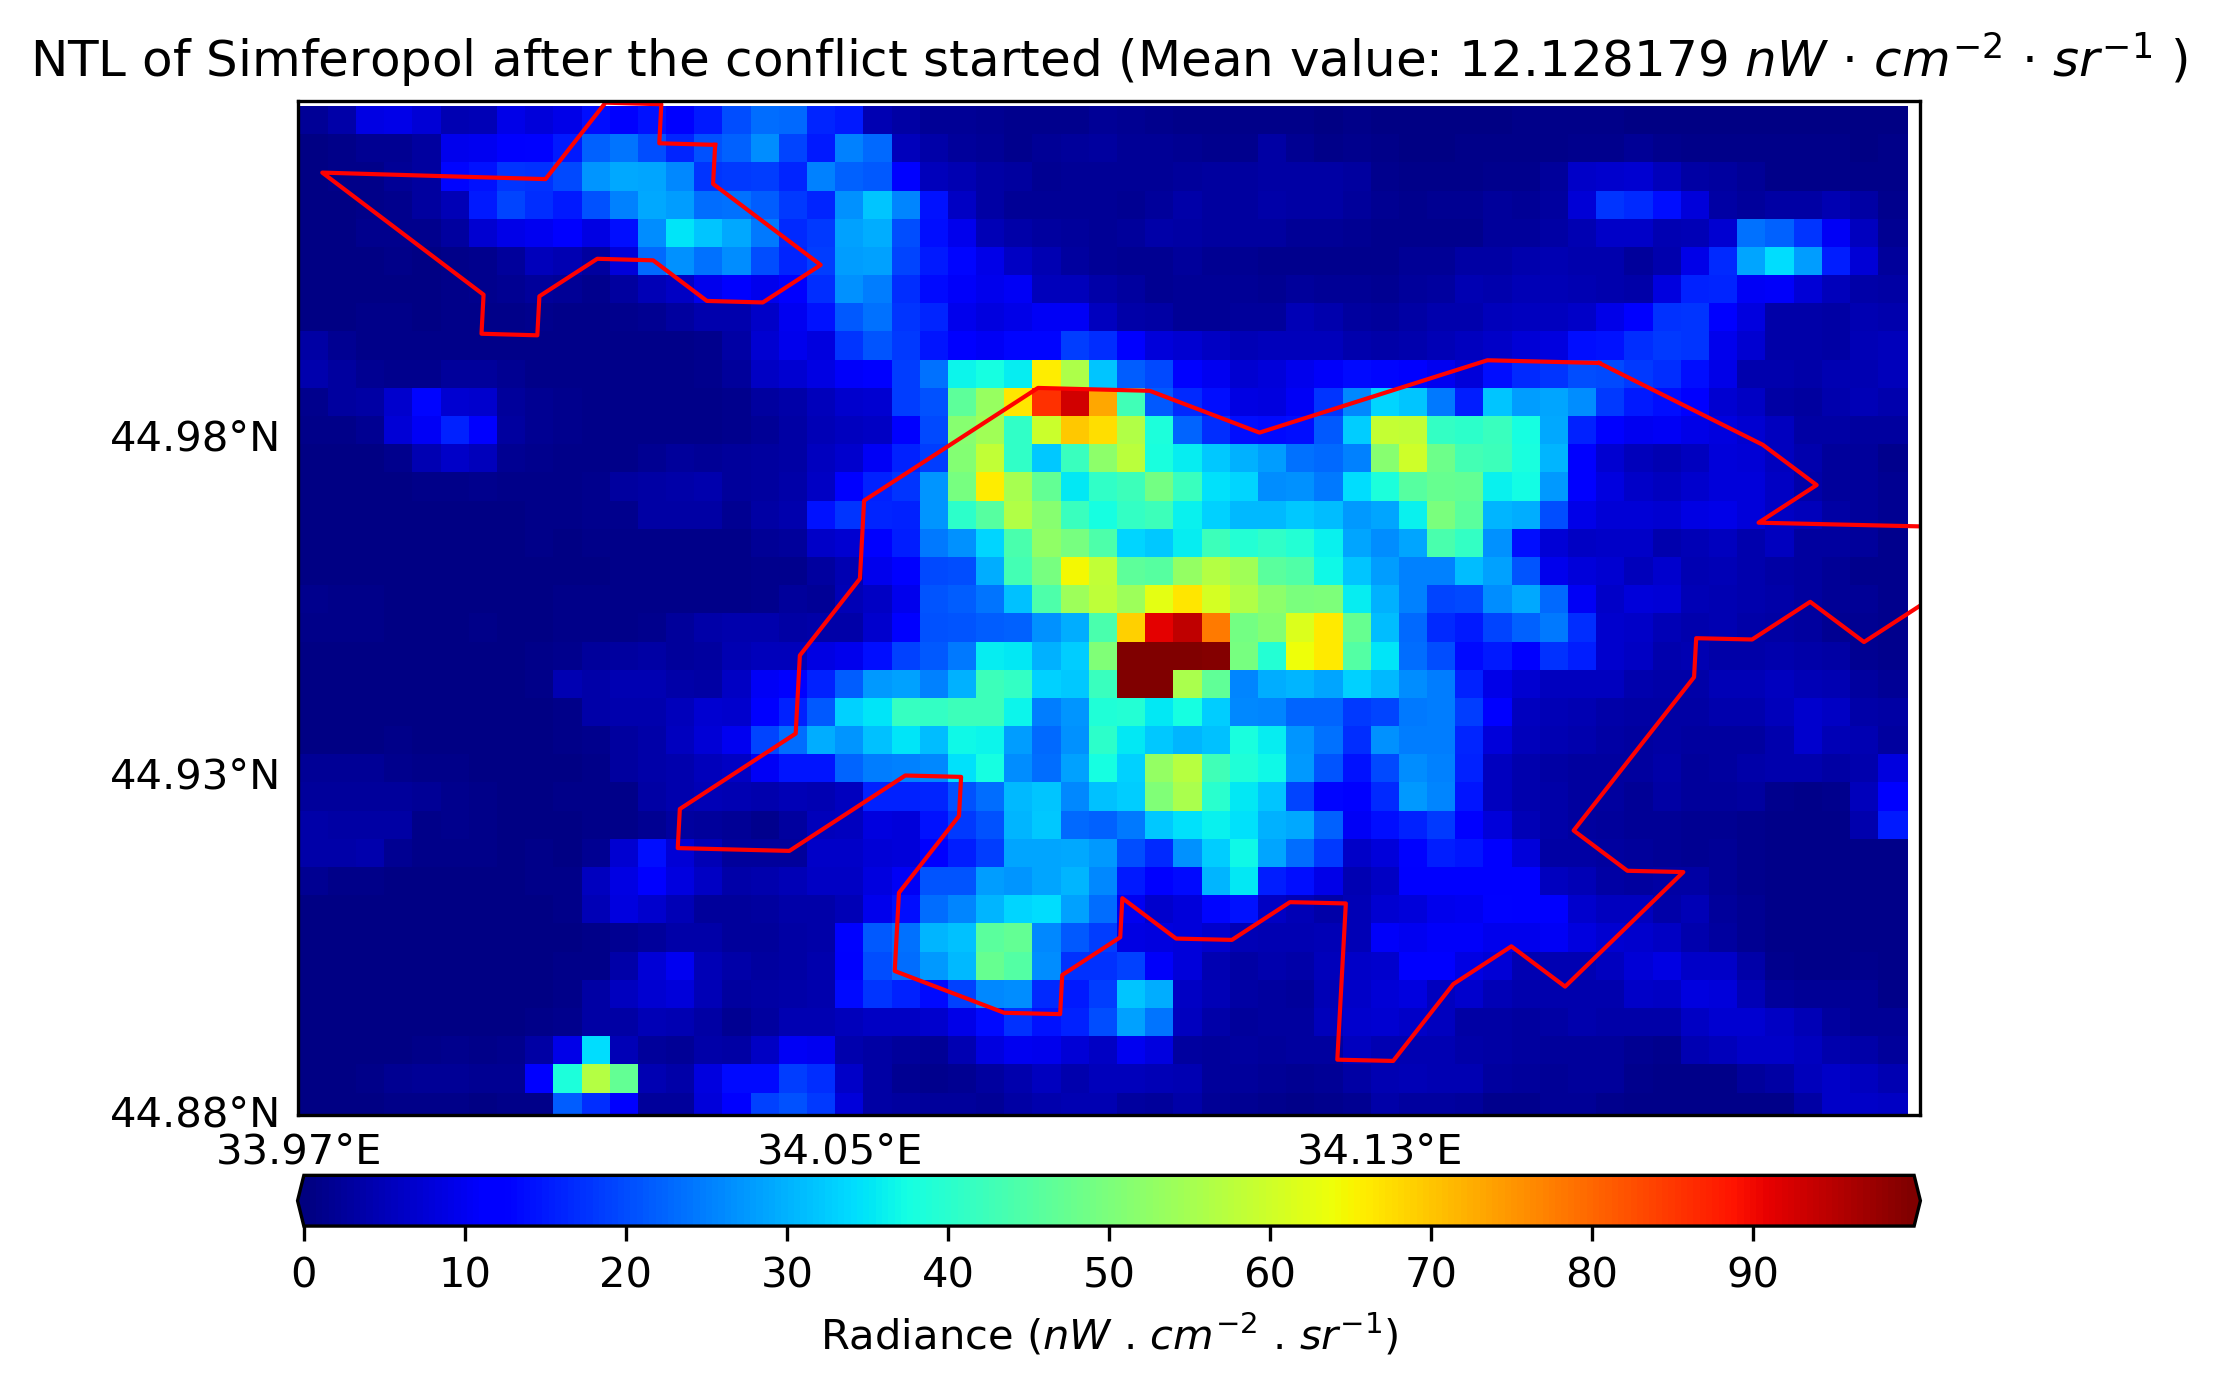 NTL of Simferopol after the conflict started (Mean value: 12.128179 nW · cm⁻² · sr⁻¹ )
44.98°N
44.93°N
44.88°N
33.97°E 34.05°E 34.13°E
0 10 20 30 40 50 60 70 80 90
Radiance (nW . cm⁻² . sr⁻¹)